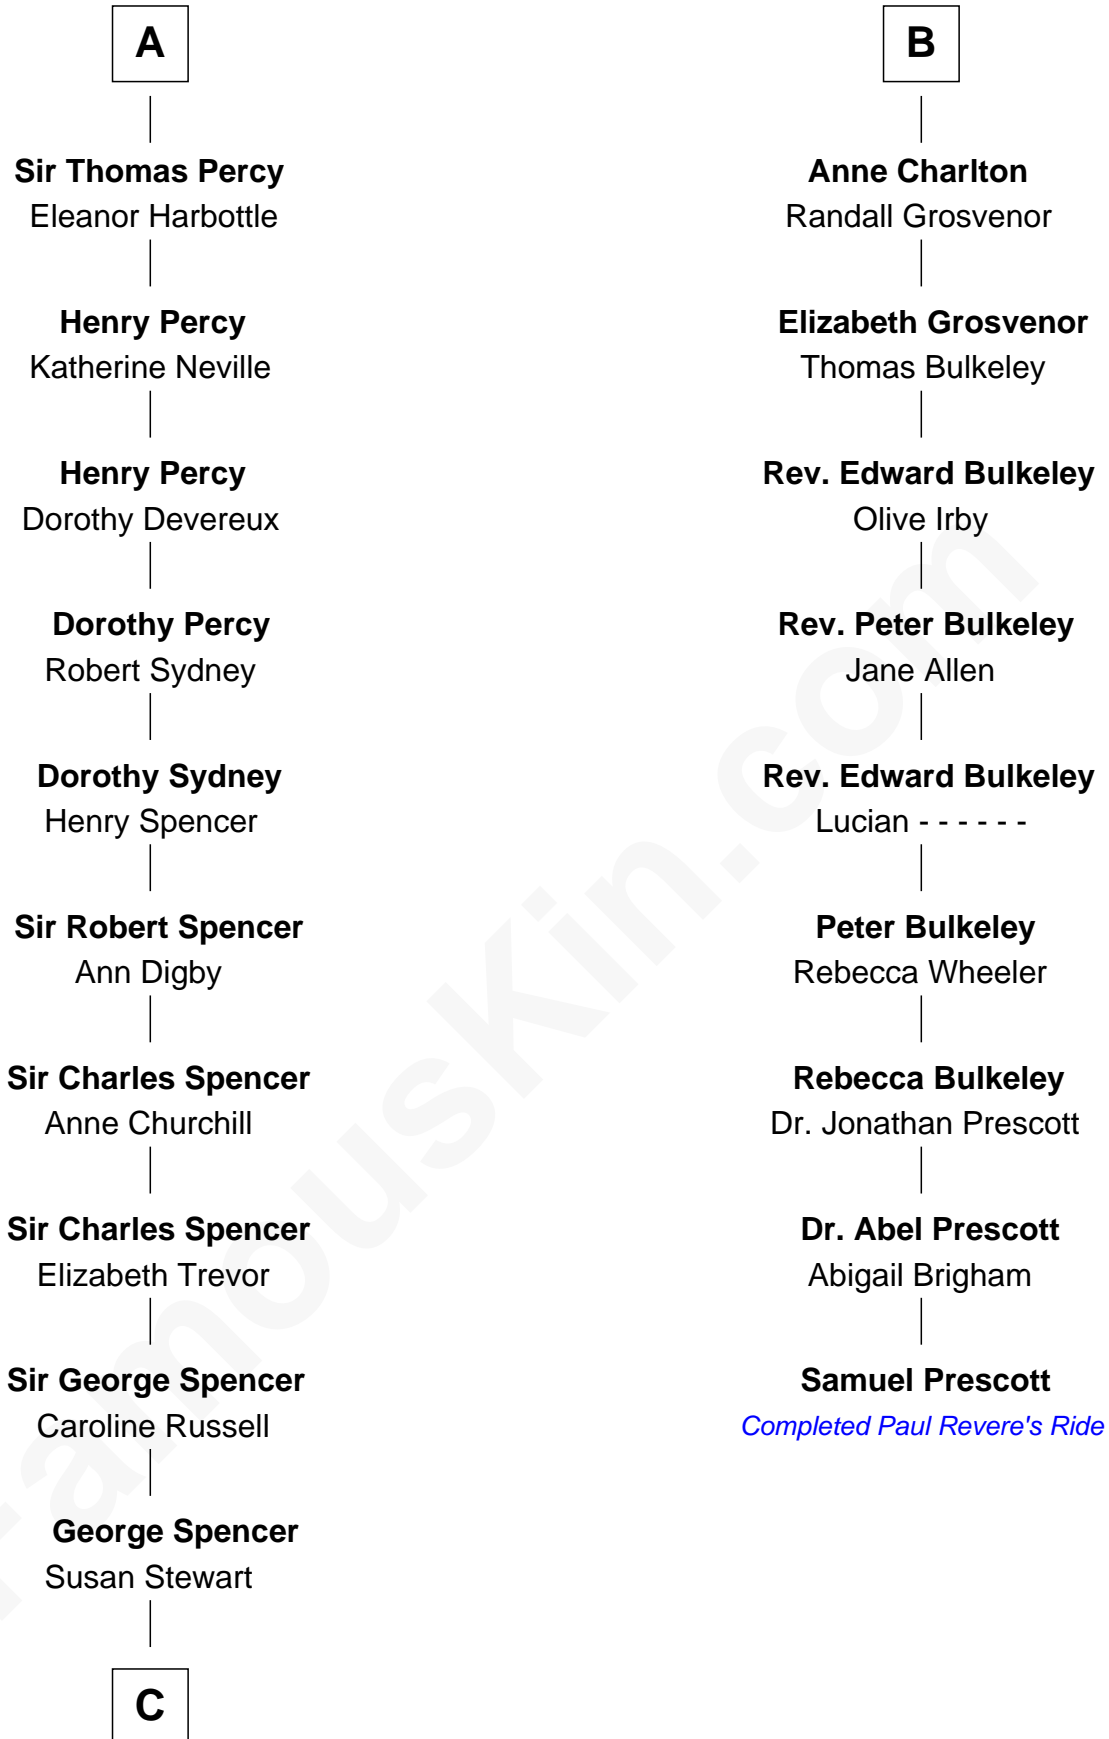 A
Sir Thomas Percy
Eleanor Harbottle
Henry Percy
Katherine Neville
Henry Percy
Dorothy Devereux
Dorothy Percy
Robert Sydney
Dorothy Sydney
Henry Spencer
Sir Robert Spencer
Ann Digby
Sir Charles Spencer
Anne Churchill
Sir Charles Spencer
Elizabeth Trevor
Sir George Spencer
Caroline Russell
George Spencer
Susan Stewart
C
B
Anne Charlton
Randall Grosvenor
Elizabeth Grosvenor
Thomas Bulkeley
Rev. Edward Bulkeley
Olive Irby
Rev. Peter Bulkeley
Jane Allen
Rev. Edward Bulkeley
Lucian - - - - - -
Peter Bulkeley
Rebecca Wheeler
Rebecca Bulkeley
Dr. Jonathan Prescott
Dr. Abel Prescott
Abigail Brigham
Samuel Prescott
Completed Paul Revere's Ride
FamousKin.com